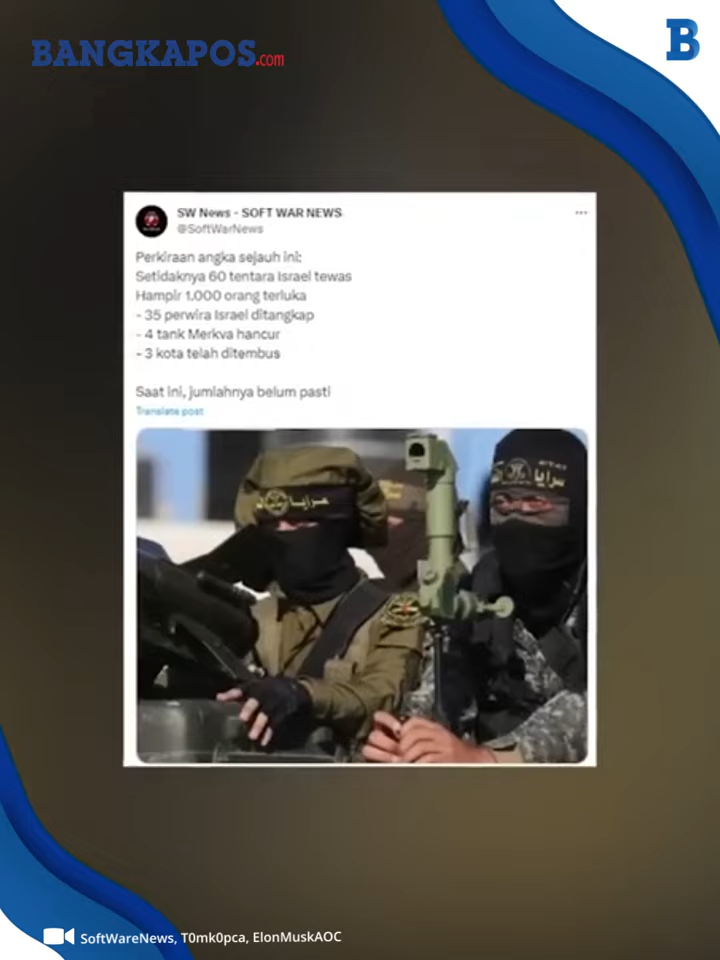 BANGKAPOS.com
B
SW News - SOFT WAR NEWS
@SoftWarNews
Perkiraan angka sejauh ini:
Setidaknya 60 tentara Israel tewas
Hampir 1.000 orang terluka
- 35 perwira Israel ditangkap
- 4 tank Merkva hancur
- 3 kota telah ditembus
Saat ini, jumlahnya belum pasti
Translate post
سرايا
سرايا
SoftWareNews, T0mk0pca, ElonMuskAOC